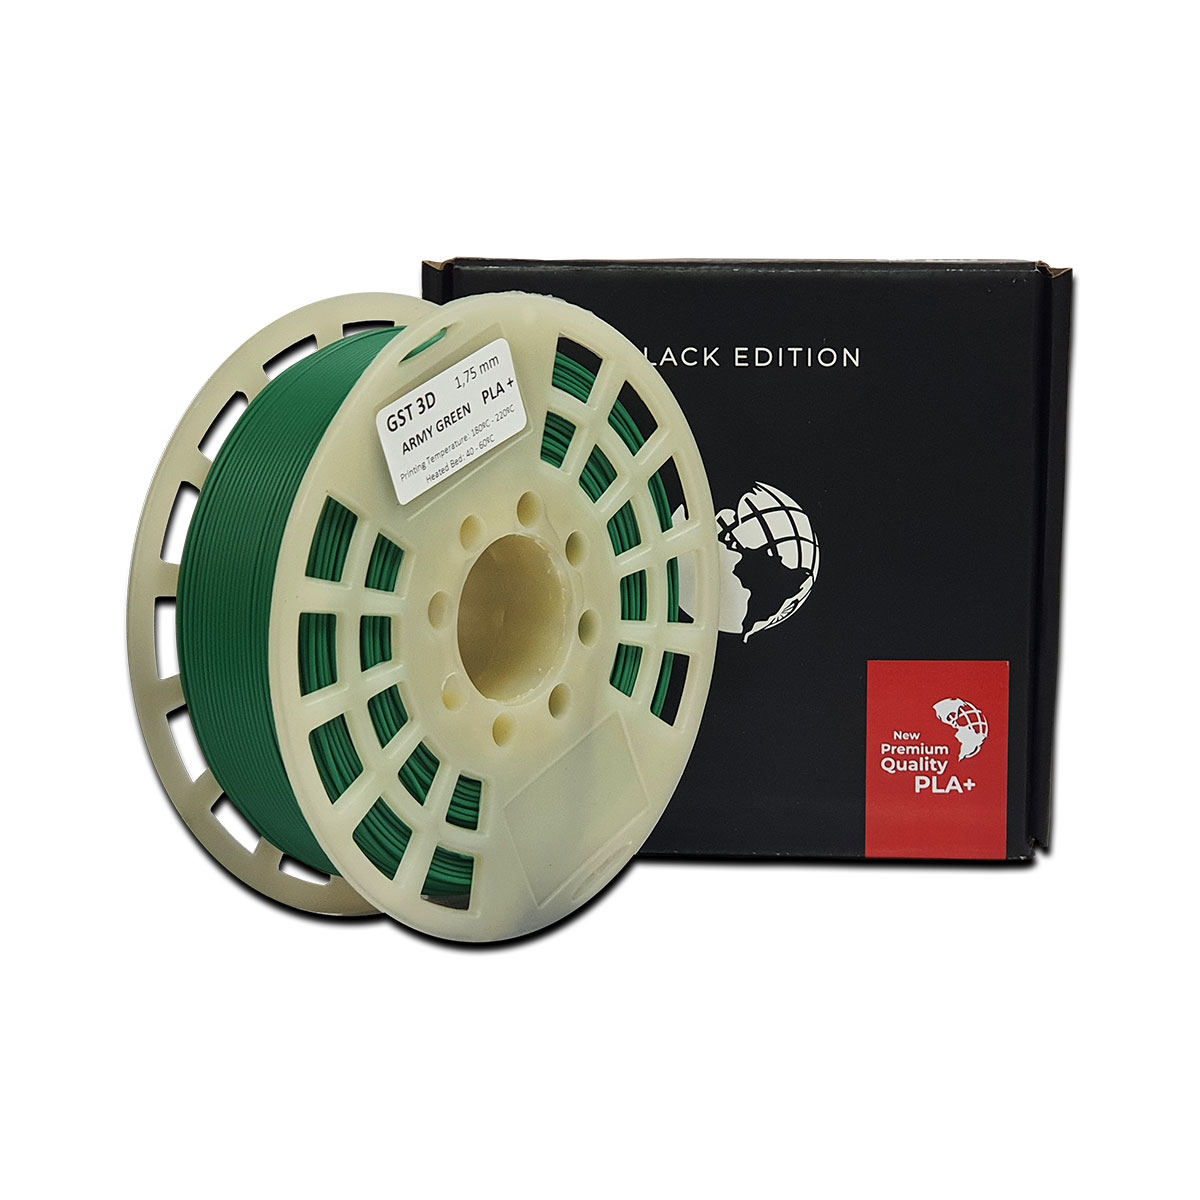 LACK EDITION
GST 3D 1,75 mm
ARMY GREEN PLA +
Printing Temperature: 180ºC - 220ºC
Heated Bed: 40 - 60ºC
New
Premium
Quality
PLA+